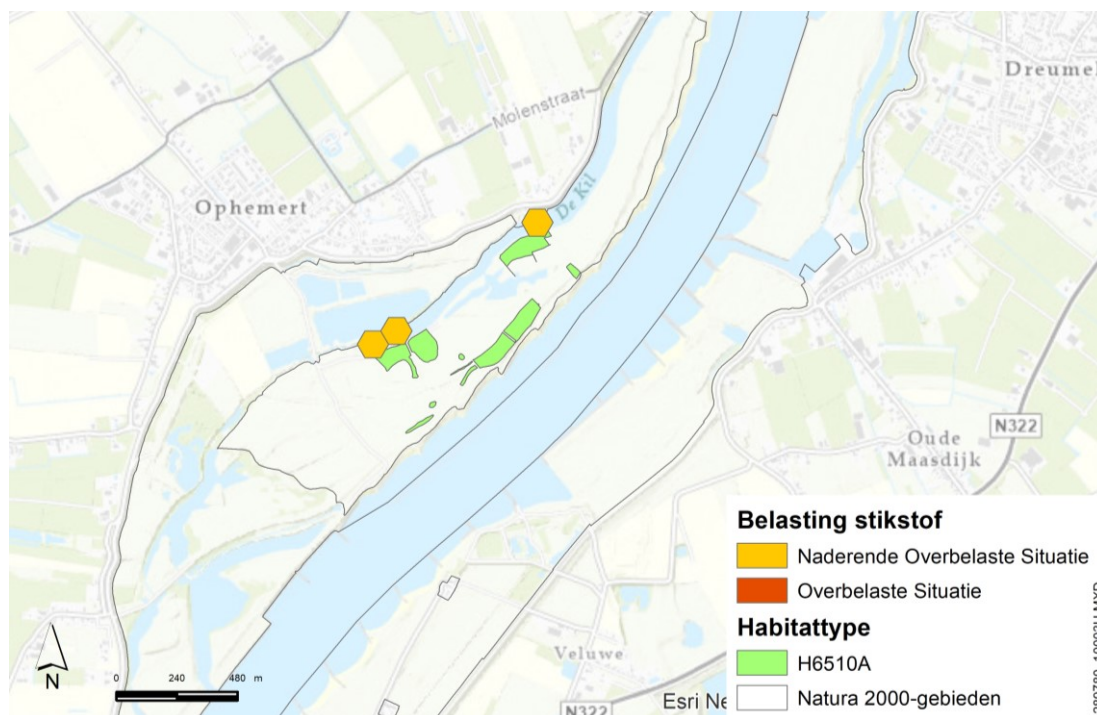 Dreumel
Molenstraat
Ophemert
De Kil
N322
Oude
Maasdijk
Veluwe
N322
Esri Ne
Belasting stikstof
Naderende Overbelaste Situatie
Overbelaste Situatie
Habitattype
H6510A
Natura 2000-gebieden
N
0 240 480 m